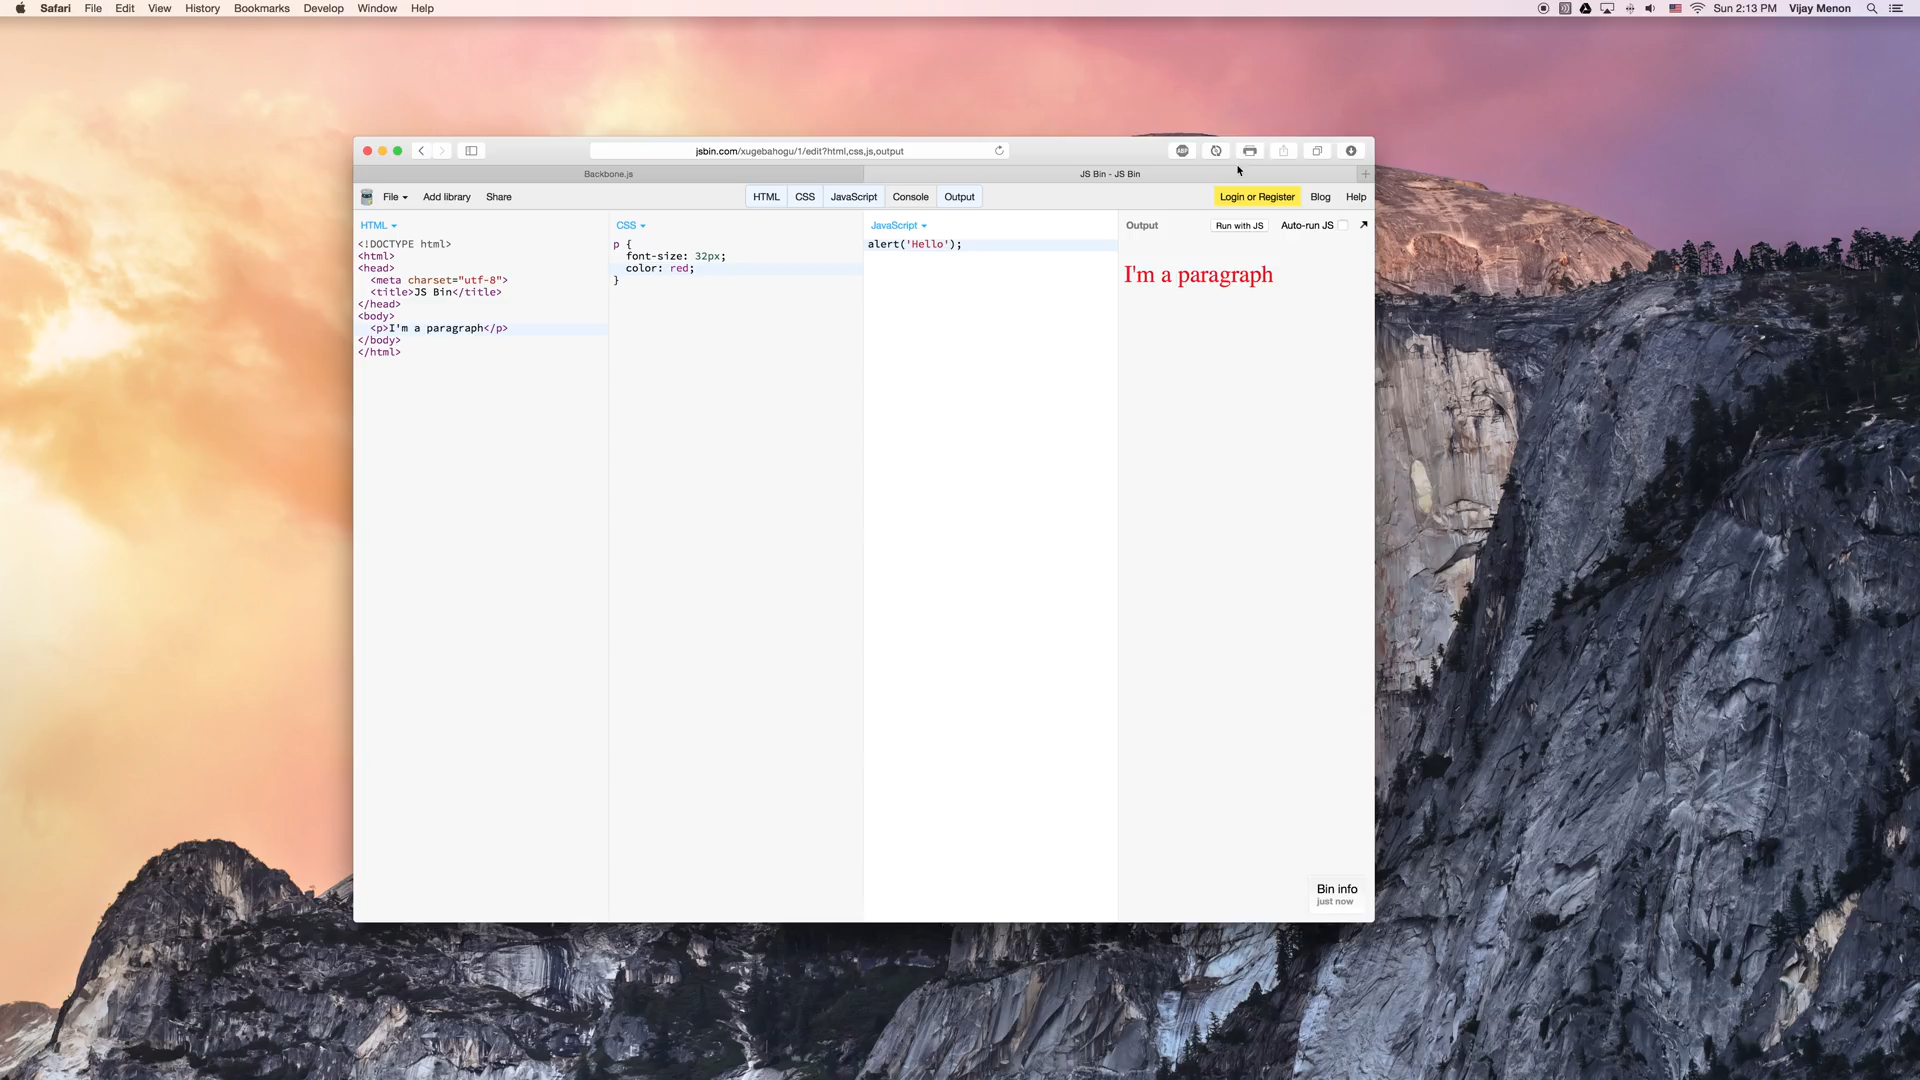 Safari File Edit View History Bookmarks Develop Window Help Sun 2:13 PM Vijay Menon
jsbin.com/xugebahogu/1/edit?html,css,js,output ABP
Backbone.js JS Bin - JS Bin
File Add library Share HTML CSS JavaScript Console Output Login or Register Blog Help
HTML
<!DOCTYPE html>
<html>
<head>
<meta charset="utf-8">
<title>JS Bin</title>
</head>
<body>
<p>I'm a paragraph</p>
</body>
</html>
CSS
p {
font-size: 32px;
color: red;
}
JavaScript
alert('Hello');
Output Run with JS Auto-run JS
I'm a paragraph
Bin info
just now